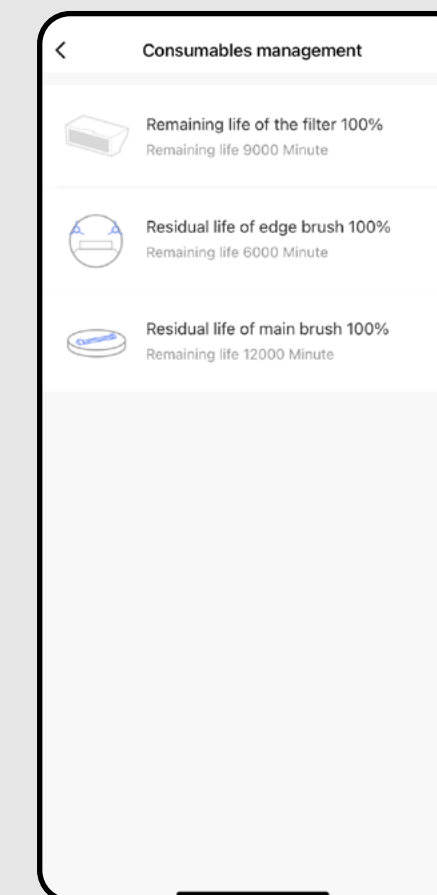 Consumables management
Remaining life of the filter 100%
Remaining life 9000 Minute
Residual life of edge brush 100%
Remaining life 6000 Minute
Residual life of main brush 100%
Remaining life 12000 Minute